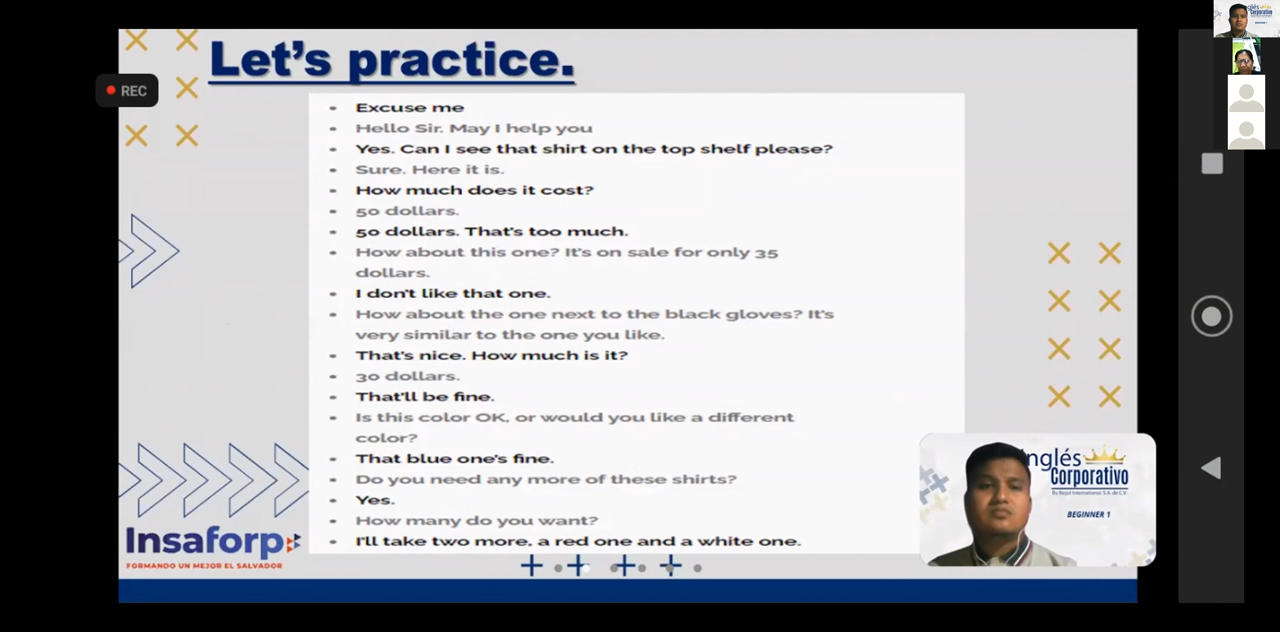 Let's practice.
REC
• Excuse me
• Hello Sir. May I help you
• Yes. Can I see that shirt on the top shelf please?
• Sure. Here it is.
• How much does it cost?
• 50 dollars.
• 50 dollars. That's too much.
• How about this one? It's on sale for only 35
dollars.
• I don't like that one.
• How about the one next to the black gloves? It's
very similar to the one you like.
• That's nice. How much is it?
• 30 dollars.
• That'll be fine.
• Is this color OK, or would you like a different
color?
• That blue one's fine.
• Do you need any more of these shirts?
• Yes.
• How many do you want?
• I'll take two more, a red one and a white one.
Insaforp
FORMANDO UN MEJOR EL SALVADOR
Inglés
Corporativo
By Regal International, S.A. de C.V.
BEGINNER 1